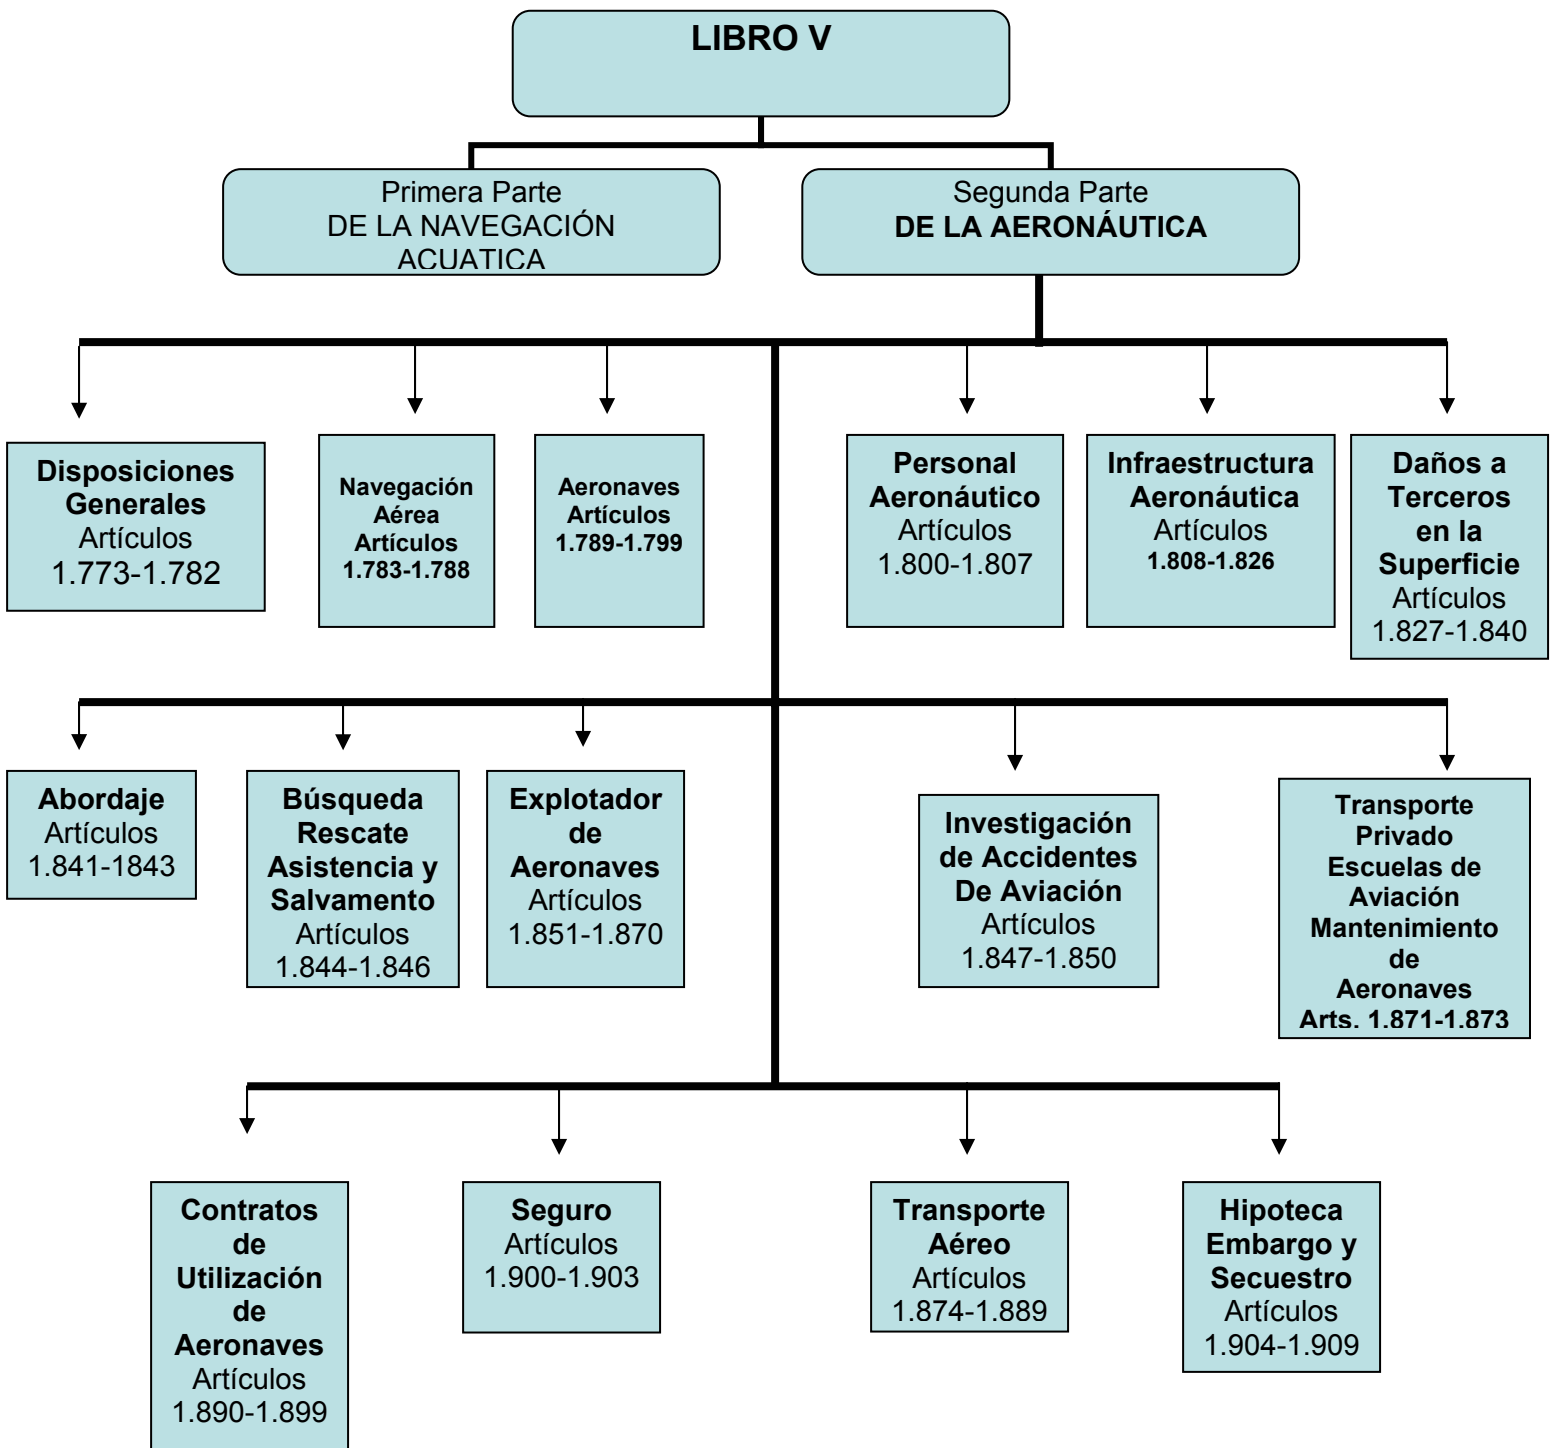 LIBRO V
Primera Parte
DE LA NAVEGACIÓN
ACUATICA
Segunda Parte
DE LA AERONÁUTICA
Disposiciones
Generales
Artículos
1.773-1.782
Navegación
Aérea
Artículos
1.783-1.788
Aeronaves
Artículos
1.789-1.799
Personal
Aeronáutico
Artículos
1.800-1.807
Infraestructura
Aeronáutica
Artículos
1.808-1.826
Daños a
Terceros
en la
Superficie
Artículos
1.827-1.840
Abordaje
Artículos
1.841-1843
Búsqueda
Rescate
Asistencia y
Salvamento
Artículos
1.844-1.846
Explotador
de
Aeronaves
Artículos
1.851-1.870
Investigación
de Accidentes
De Aviación
Artículos
1.847-1.850
Transporte
Privado
Escuelas de
Aviación
Mantenimiento
de
Aeronaves
Arts. 1.871-1.873
Contratos
de
Utilización
de
Aeronaves
Artículos
1.890-1.899
Seguro
Artículos
1.900-1.903
Transporte
Aéreo
Artículos
1.874-1.889
Hipoteca
Embargo y
Secuestro
Artículos
1.904-1.909